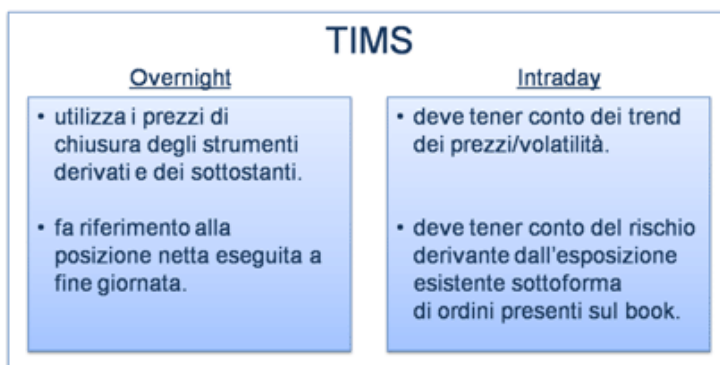 TIMS
Overnight
• utilizza i prezzi di
chiusura degli strumenti
derivati e dei sottostanti.
• fa riferimento alla
posizione netta eseguita a
fine giornata.
Intraday
• deve tener conto dei trend
dei prezzi/volatilità.
• deve tener conto del rischio
derivante dall'esposizione
esistente sottoforma
di ordini presenti sul book.